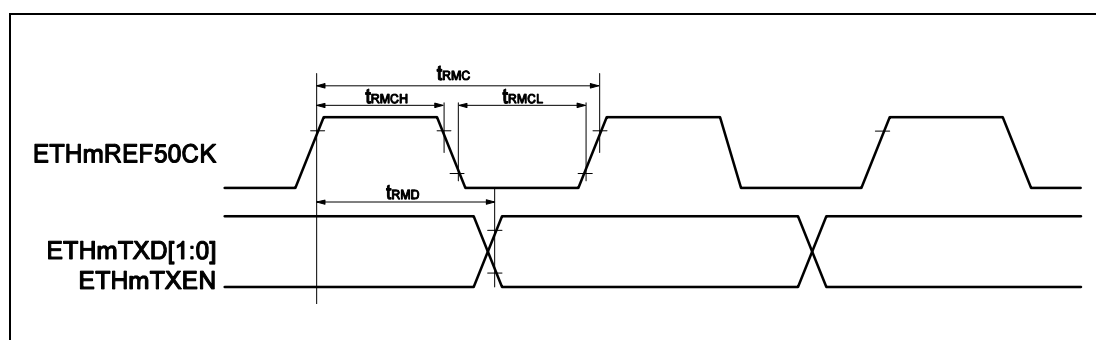 tRMC
tRMCH
tRMCL
ETHmREF50CK
tRMD
ETHmTXD[1:0]
ETHmTXEN